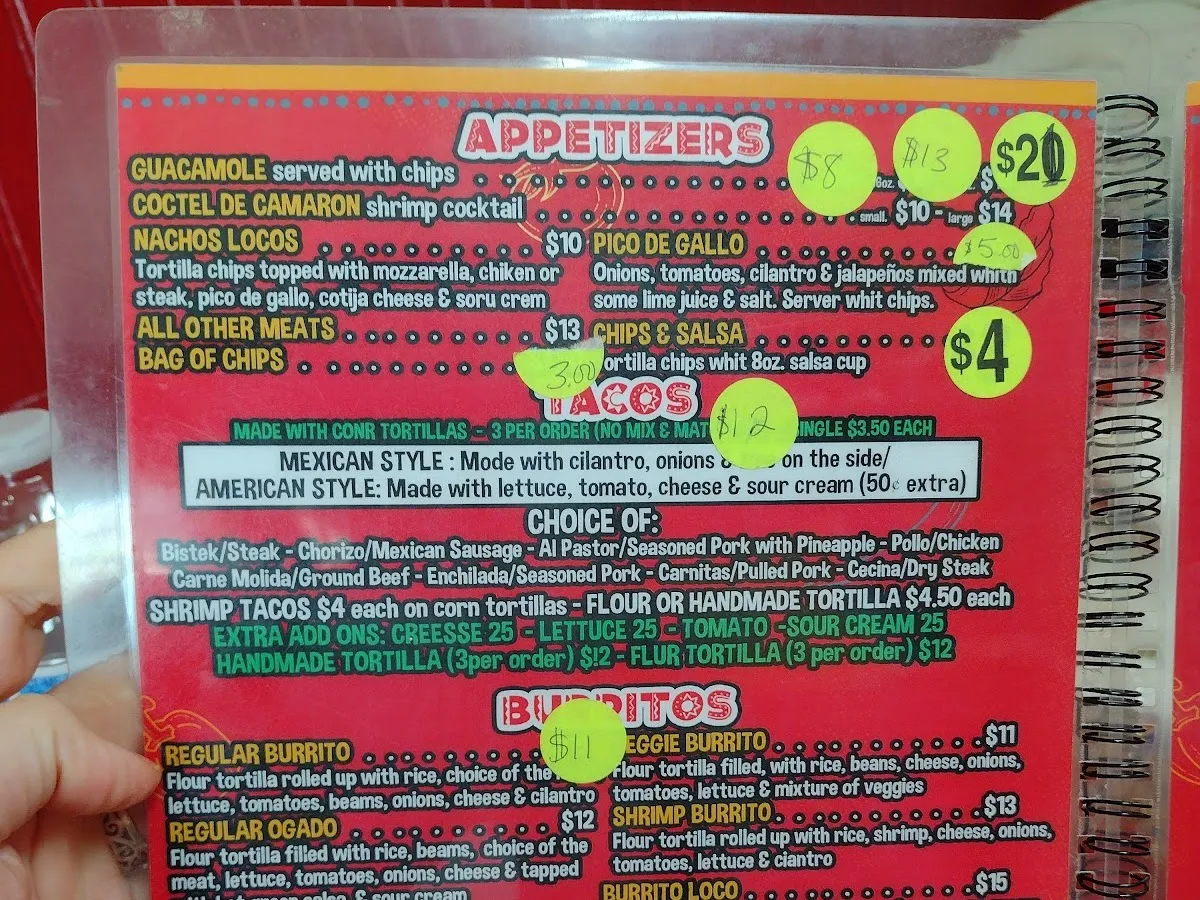 APPETIZERS
GUACAMOLE served with chips 6oz. $8 $13 $20
COCTEL DE CAMARON shrimp cocktail small. $10 - large $14
NACHOS LOCOS $10
Tortilla chips topped with mozzarella, chiken or
steak, pico de gallo, cotija cheese & soru crem
ALL OTHER MEATS $13
BAG OF CHIPS 3.00
PICO DE GALLO $5.00
Onions, tomatoes, cilantro & jalapeños mixed whith
some lime juice & salt. Server whit chips.
CHIPS & SALSA $4
ortilla chips whit 8oz. salsa cup
TACOS
$12
MADE WITH CONR TORTILLAS - 3 PER ORDER (NO MIX & MAT INGLE $3.50 EACH
MEXICAN STYLE : Mode with cilantro, onions on the side/
AMERICAN STYLE: Made with lettuce, tomato, cheese & sour cream (50¢ extra)
CHOICE OF:
Bistek/Steak - Chorizo/Mexican Sausage - Al Pastor/Seasoned Pork with Pineapple - Pollo/Chicken
Carne Molida/Ground Beef - Enchilada/Seasoned Pork - Carnitas/Pulled Pork - Cecina/Dry Steak
SHRIMP TACOS $4 each on corn tortillas - FLOUR OR HANDMADE TORTILLA $4.50 each
EXTRA ADD ONS: CREESSE 25 - LETTUCE 25 - TOMATO -SOUR CREAM 25
HANDMADE TORTILLA (3per order) $12 - FLUR TORTILLA (3 per order) $12
BURRITOS
REGULAR BURRITO $11
Flour tortilla rolled up with rice, choice of the
lettuce, tomatoes, beams, onions, cheese & cilantro
REGULAR OGADO $12
Flour tortilla filled with rice, beams, choice of the
meat, lettuce, tomatoes, onions, cheese & tapped
& sour cream
EGGIE BURRITO $11
Flour tortilla filled, with rice, beans, cheese, onions,
tomatoes, lettuce & mixture of veggies
SHRIMP BURRITO $13
Flour tortilla rolled up with rice, shrimp, cheese, onions,
tomatoes, lettuce & ciantro
BURRITO LOCO $15